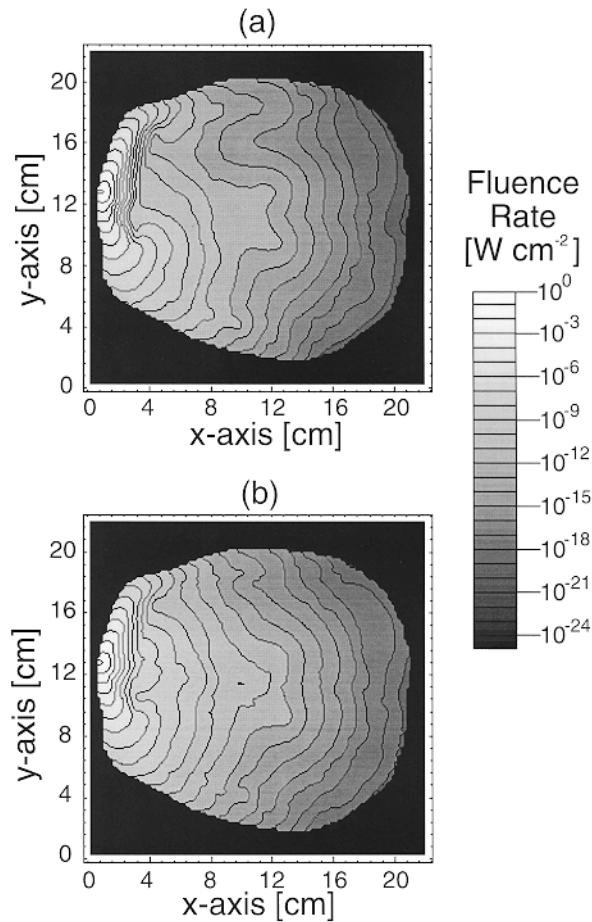 (a)
20
16
12
8
4
0
y-axis [cm]
0 4 8 12 16 20
x-axis [cm]
Fluence
Rate
[W cm⁻²]
10⁰
10⁻³
10⁻⁶
10⁻⁹
10⁻¹²
10⁻¹⁵
10⁻¹⁸
10⁻²¹
10⁻²⁴
(b)
20
16
12
8
4
0
y-axis [cm]
0 4 8 12 16 20
x-axis [cm]